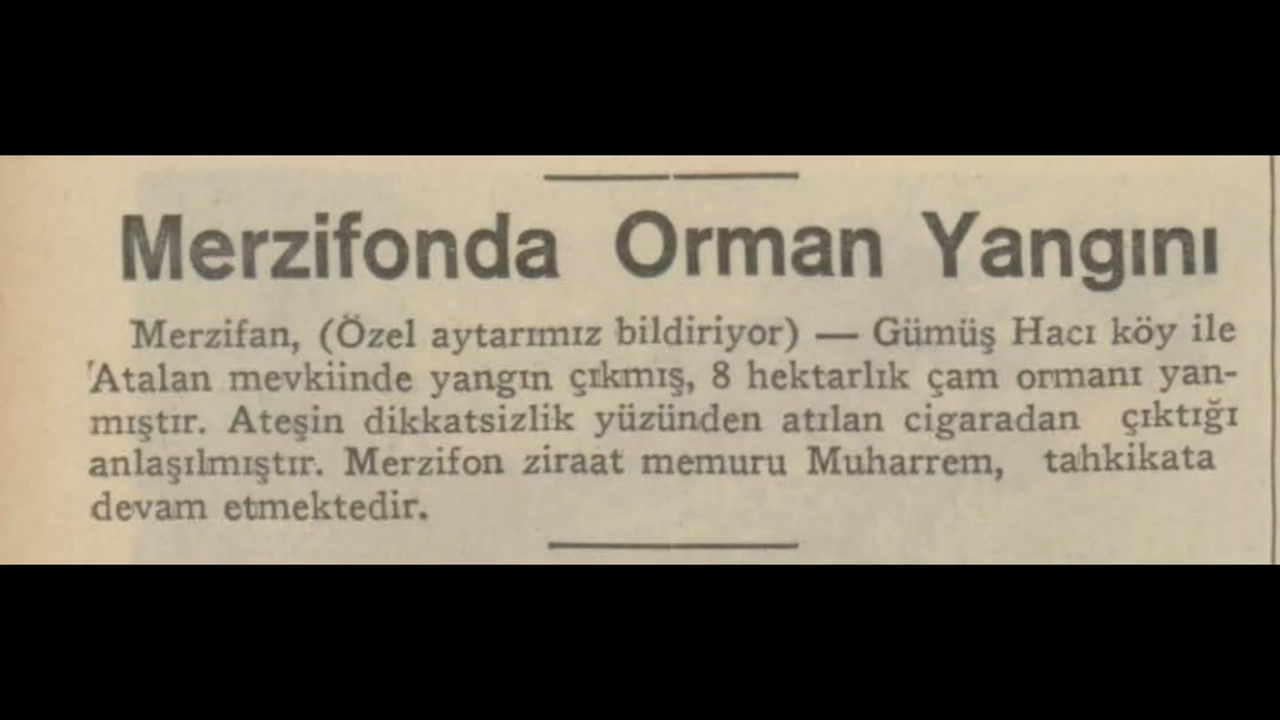 Merzifonda Orman Yangını
Merzifan, (Özel aytarımız bildiriyor) — Gümüş Hacı köy ile
'Atalan mevkiinde yangın çıkmış, 8 hektarlık çam ormanı yan-
mıştır. Ateşin dikkatsizlik yüzünden atılan cigaradan çıktığı
anlaşılmıştır. Merzifon ziraat memuru Muharrem, tahkikata
devam etmektedir.